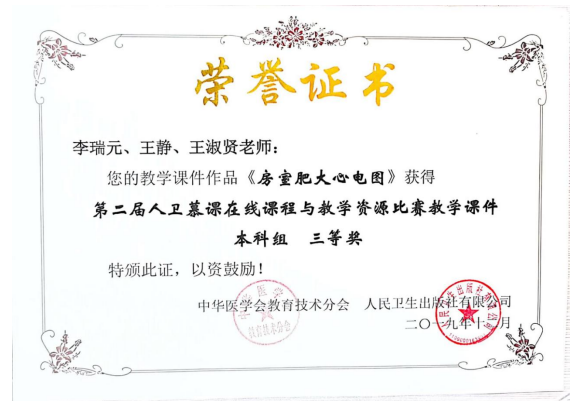 荣誉证书
李瑞元、王静、王淑贤老师：
您的教学课件作品《房室肥大心电图》获得
第二届人卫慕课在线课程与教学资源比赛教学课件
本科组 三等奖
特颁此证，以资鼓励！
中华医学会教育技术分会 人民卫生出版社有限公司
二〇一九年十二月